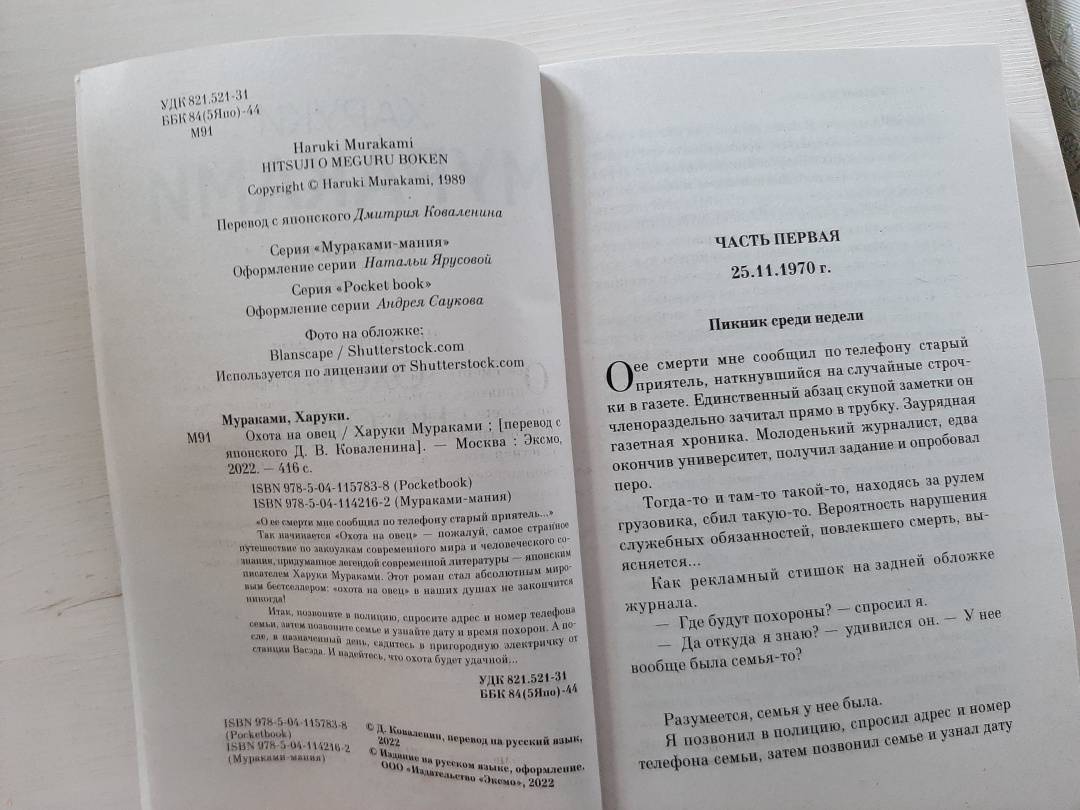 УДК 821.521-31
ББК 84(5Япо)-44
М91
Haruki Murakami
HITSUJI O MEGURU BOKEN
Copyright © Haruki Murakami, 1989
Перевод с японского Дмитрия Коваленина
Серия «Мураками-мания»
Оформление серии Натальи Ярусовой
Серия «Pocket book»
Оформление серии Андрея Саукова
Фото на обложке:
Blanscape / Shutterstock.com
Используется по лицензии от Shutterstock.com
Мураками, Харуки.
М91 Охота на овец / Харуки Мураками ; [перевод с
японского Д. В. Коваленина]. — Москва : Эксмо,
2022. — 416 с.
ISBN 978-5-04-115783-8 (Pocketbook)
ISBN 978-5-04-114216-2 (Мураками-мания)
«О ее смерти мне сообщил по телефону старый приятель...»
Так начинается «Охота на овец» — пожалуй, самое странное
путешествие по закоулкам современного мира и человеческого со-
знания, придуманное легендой современной литературы — японским
писателем Харуки Мураками. Этот роман стал абсолютным миро-
вым бестселлером: «охота на овец» в наших душах не закончится
никогда!
Итак, позвоните в полицию, спросите адрес и номер телефона
семьи, затем позвоните семье и узнайте дату и время похорон. А по-
сле, в назначенный день, садитесь в пригородную электричку от
станции Васэда. И надейтесь, что охота будет удачной...
УДК 821.521-31
ББК 84(5Япо)-44
ISBN 978-5-04-115783-8
(Pocketbook)
ISBN 978-5-04-114216-2
(Мураками-мания)
© Д. Коваленин, перевод на русский язык,
2022
© Издание на русском языке, оформление.
ООО «Издательство «Эксмо», 2022
ЧАСТЬ ПЕРВАЯ
25.11.1970 г.
Пикник среди недели
О ее смерти мне сообщил по телефону старый
приятель, наткнувшийся на случайные строч-
ки в газете. Единственный абзац скупой заметки он
членораздельно зачитал прямо в трубку. Заурядная
газетная хроника. Молоденький журналист, едва
окончив университет, получил задание и опробовал
перо.
Тогда-то и там-то такой-то, находясь за рулем
грузовика, сбил такую-то. Вероятность нарушения
служебных обязанностей, повлекшего смерть, вы-
ясняется...
Как рекламный стишок на задней обложке
журнала.
— Где будут похороны? — спросил я.
— Да откуда я знаю? — удивился он. — У нее
вообще была семья-то?
Разумеется, семья у нее была.
Я позвонил в полицию, спросил адрес и номер
телефона семьи, затем позвонил семье и узнал дату